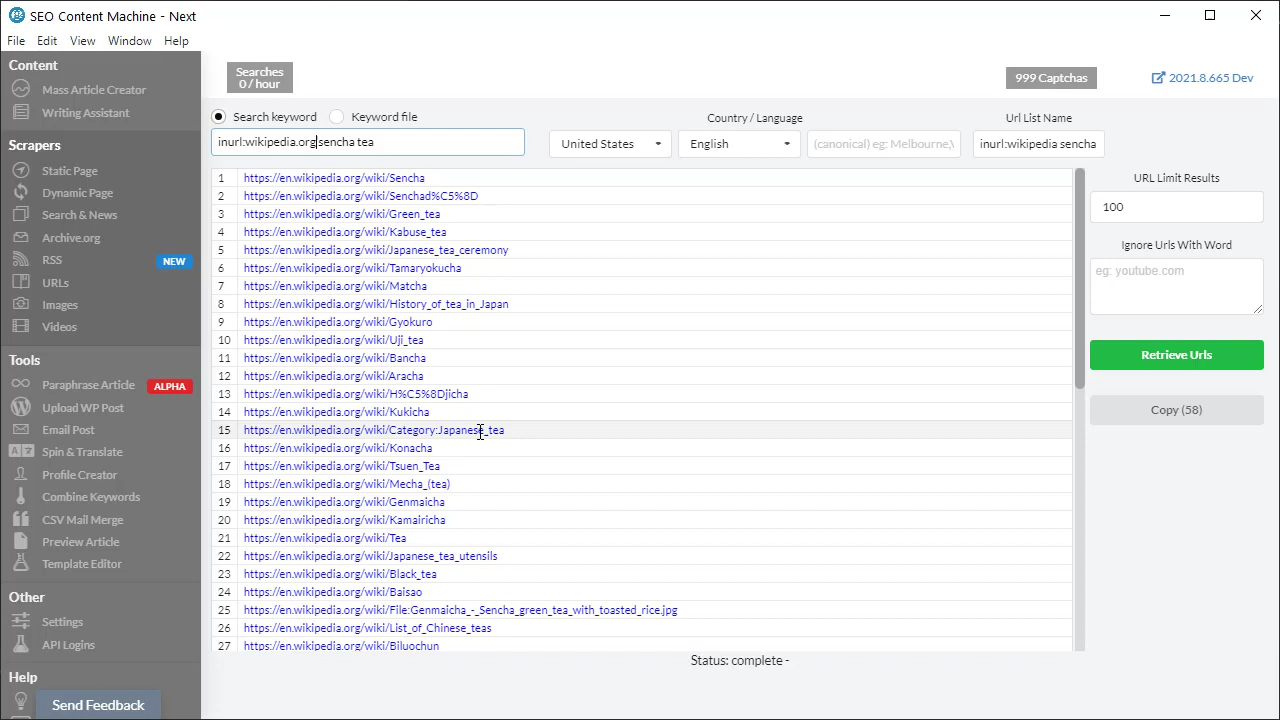 SEO Content Machine - Next
File Edit View Window Help
Content
Mass Article Creator
Writing Assistant
Scrapers
Static Page
Dynamic Page
Search & News
Archive.org
RSS NEW
URLs
Images
Videos
Tools
Paraphrase Article ALPHA
Upload WP Post
Email Post
Spin & Translate
Profile Creator
Combine Keywords
CSV Mail Merge
Preview Article
Template Editor
Other
Settings
API Logins
Help
Send Feedback
Searches
0 / hour
999 Captchas
2021.8.665 Dev
Search keyword Keyword file
Country / Language
Url List Name
inurl:wikipedia.org sencha tea
United States
English
(canonical) eg: Melbourne,V
inurl:wikipedia sencha
1 https://en.wikipedia.org/wiki/Sencha
2 https://en.wikipedia.org/wiki/Senchad%C5%8D
3 https://en.wikipedia.org/wiki/Green_tea
4 https://en.wikipedia.org/wiki/Kabuse_tea
5 https://en.wikipedia.org/wiki/Japanese_tea_ceremony
6 https://en.wikipedia.org/wiki/Tamaryokucha
7 https://en.wikipedia.org/wiki/Matcha
8 https://en.wikipedia.org/wiki/History_of_tea_in_Japan
9 https://en.wikipedia.org/wiki/Gyokuro
10 https://en.wikipedia.org/wiki/Uji_tea
11 https://en.wikipedia.org/wiki/Bancha
12 https://en.wikipedia.org/wiki/Aracha
13 https://en.wikipedia.org/wiki/H%C5%8Djicha
14 https://en.wikipedia.org/wiki/Kukicha
15 https://en.wikipedia.org/wiki/Category:Japanese_tea
16 https://en.wikipedia.org/wiki/Konacha
17 https://en.wikipedia.org/wiki/Tsuen_Tea
18 https://en.wikipedia.org/wiki/Mecha_(tea)
19 https://en.wikipedia.org/wiki/Genmaicha
20 https://en.wikipedia.org/wiki/Kamairicha
21 https://en.wikipedia.org/wiki/Tea
22 https://en.wikipedia.org/wiki/Japanese_tea_utensils
23 https://en.wikipedia.org/wiki/Black_tea
24 https://en.wikipedia.org/wiki/Baisao
25 https://en.wikipedia.org/wiki/File:Genmaicha_-_Sencha_green_tea_with_toasted_rice.jpg
26 https://en.wikipedia.org/wiki/List_of_Chinese_teas
27 https://en.wikipedia.org/wiki/Biluochun
Status: complete -
URL Limit Results
100
Ignore Urls With Word
eg: youtube.com
Retrieve Urls
Copy (58)